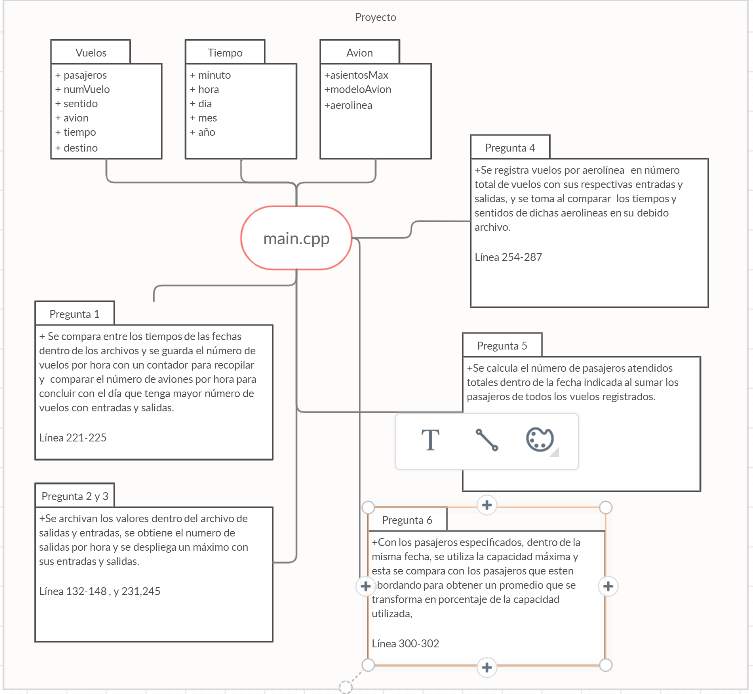 Proyecto
Vuelos
+ pasajeros
+ numVuelo
+ sentido
+ avion
+ tiempo
+ destino
Tiempo
+ minuto
+ hora
+ dia
+ mes
+ año
Avion
+asientosMax
+modeloAvion
+aerolinea
main.cpp
Pregunta 4
+Se registra vuelos por aerolínea en número
total de vuelos con sus respectivas entradas y
salidas, y se toma al comparar los tiempos y
sentidos de dichas aerolineas en su debido
archivo.
Línea 254-287
Pregunta 1
+ Se compara entre los tiempos de las fechas
dentro de los archivos y se guarda el número de
vuelos por hora con un contador para recopilar
y comparar el número de aviones por hora para
concluir con el día que tenga mayor número de
vuelos con entradas y salidas.
Línea 221-225
Pregunta 5
+Se calcula el número de pasajeros atendidos
totales dentro de la fecha indicada al sumar los
pasajeros de todos los vuelos registrados.
T
Pregunta 2 y 3
+Se archivan los valores dentro del archivo de
salidas y entradas, se obtiene el numero de
salidas por hora y se despliega un máximo con
sus entradas y salidas.
Línea 132-148 , y 231,245
Pregunta 6
+Con los pasajeros especificados, dentro de la
misma fecha, se utiliza la capacidad máxima y
esta se compara con los pasajeros que esten
abordando para obtener un promedio que se
transforma en porcentaje de la capacidad
utilizada,
Línea 300-302